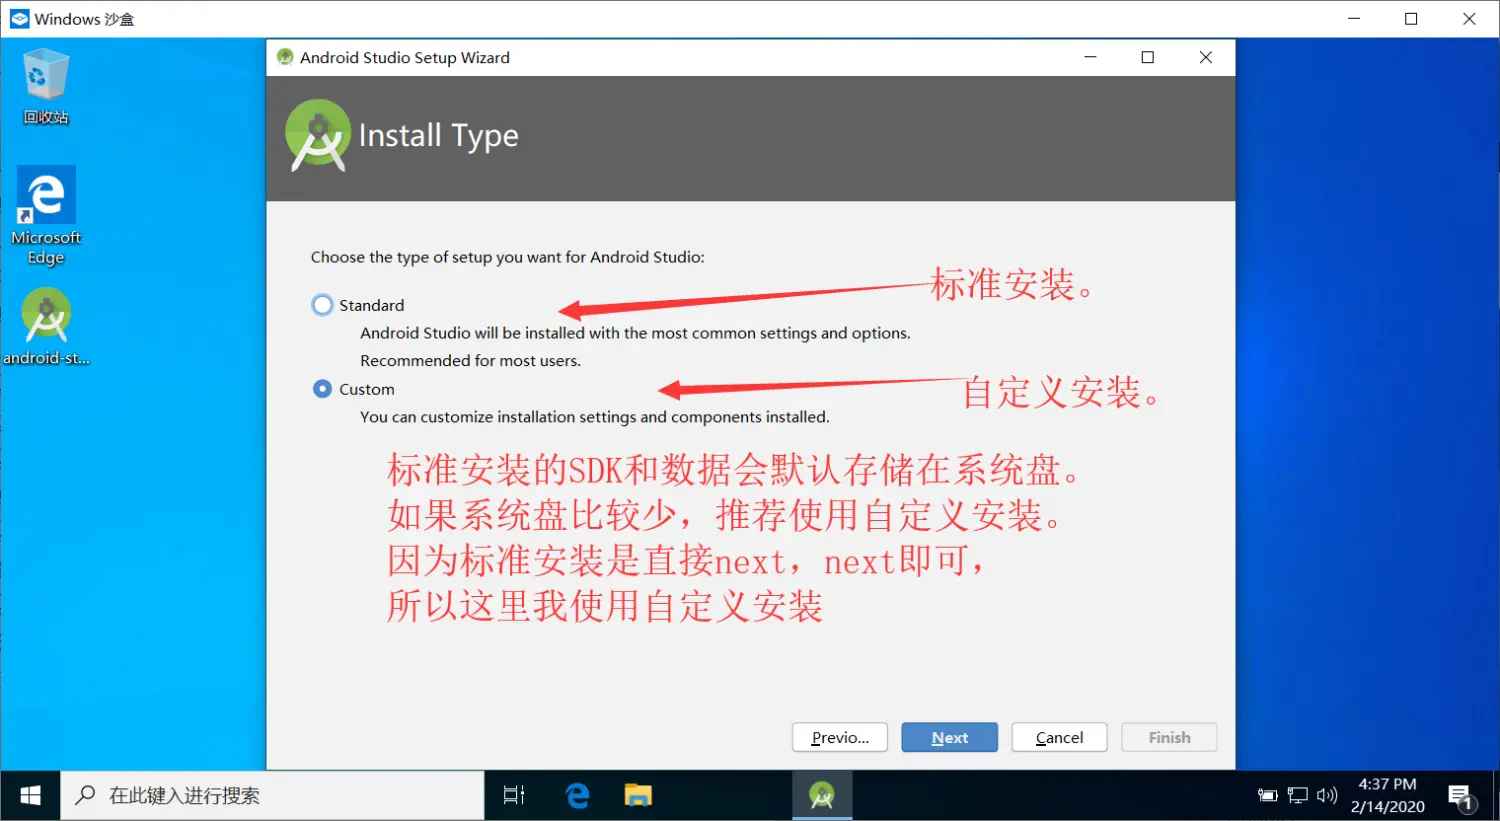 Windows 沙盒
回收站
Microsoft
Edge
android-st...
Android Studio Setup Wizard
Install Type
Choose the type of setup you want for Android Studio:
Standard
标准安装。
Android Studio will be installed with the most common settings and options.
Recommended for most users.
Custom
自定义安装。
You can customize installation settings and components installed.
标准安装的SDK和数据会默认存储在系统盘。
如果系统盘比较少，推荐使用自定义安装。
因为标准安装是直接next，next即可，
所以这里我使用自定义安装
Previo...
Next
Cancel
Finish
在此键入进行搜索
4:37 PM
2/14/2020
1